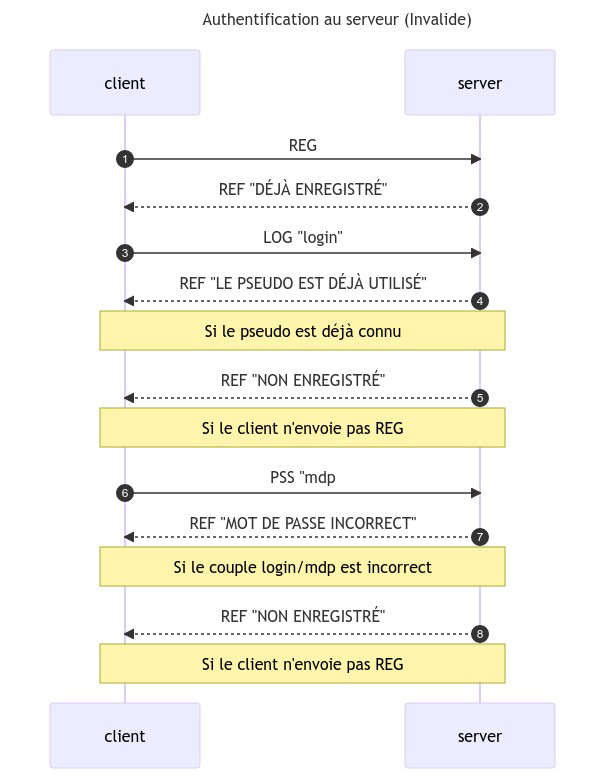 Authentification au serveur (Invalide)
client server
REG
1
REF "DÉJÀ ENREGISTRÉ"
2
LOG "login"
3
REF "LE PSEUDO EST DÉJÀ UTILISÉ"
4
Si le pseudo est déjà connu
REF "NON ENREGISTRÉ"
5
Si le client n'envoie pas REG
PSS "mdp
6
REF "MOT DE PASSE INCORRECT"
7
Si le couple login/mdp est incorrect
REF "NON ENREGISTRÉ"
8
Si le client n'envoie pas REG
client server